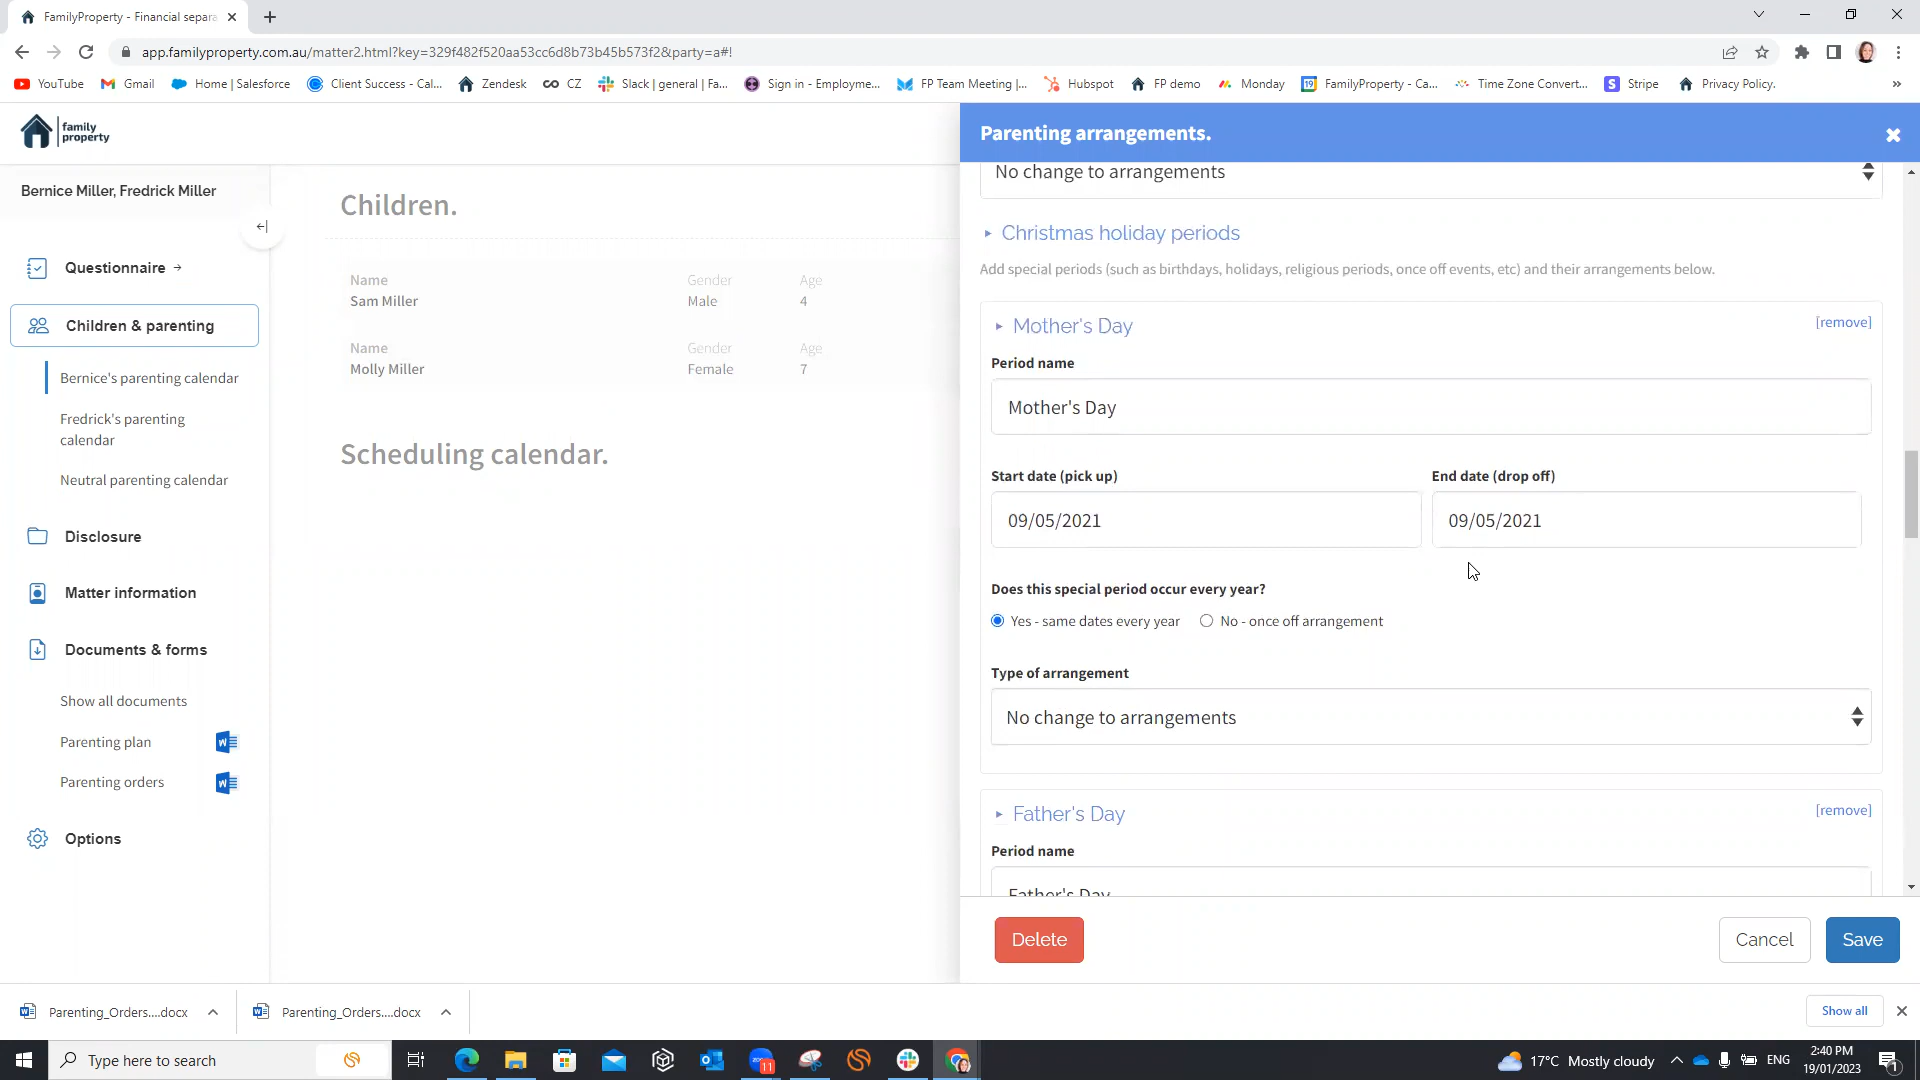 FamilyProperty - Financial separa
app.familyproperty.com.au/matter2.html?key=329f482f520aa53cc6d8b73b45b573f2&party=a#!
YouTube
Gmail
Home | Salesforce
Client Success - Cal...
Zendesk
CZ
Slack | general | Fa...
Sign in - Employme...
FP Team Meeting |...
Hubspot
FP demo
Monday
FamilyProperty - Ca...
Time Zone Convert...
Stripe
Privacy Policy.
family
property
Bernice Miller, Fredrick Miller
Questionnaire
Children & parenting
Bernice's parenting calendar
Fredrick's parenting
calendar
Neutral parenting calendar
Disclosure
Matter information
Documents & forms
Show all documents
Parenting plan
Parenting orders
Options
Children.
Name Gender Age
Sam Miller Male 4
Name Gender Age
Molly Miller Female 7
Scheduling calendar.
Parenting arrangements.
No change to arrangements
Christmas holiday periods
Add special periods (such as birthdays, holidays, religious periods, once off events, etc) and their arrangements below.
Mother's Day [remove]
Period name
Mother's Day
Start date (pick up) End date (drop off)
09/05/2021 09/05/2021
Does this special period occur every year?
Yes - same dates every year No - once off arrangement
Type of arrangement
No change to arrangements
Father's Day [remove]
Period name
Father's Day
Delete Cancel Save
Parenting_Orders....docx Parenting_Orders....docx Show all
Type here to search
11
17°C Mostly cloudy
ENG
2:40 PM
19/01/2023
1